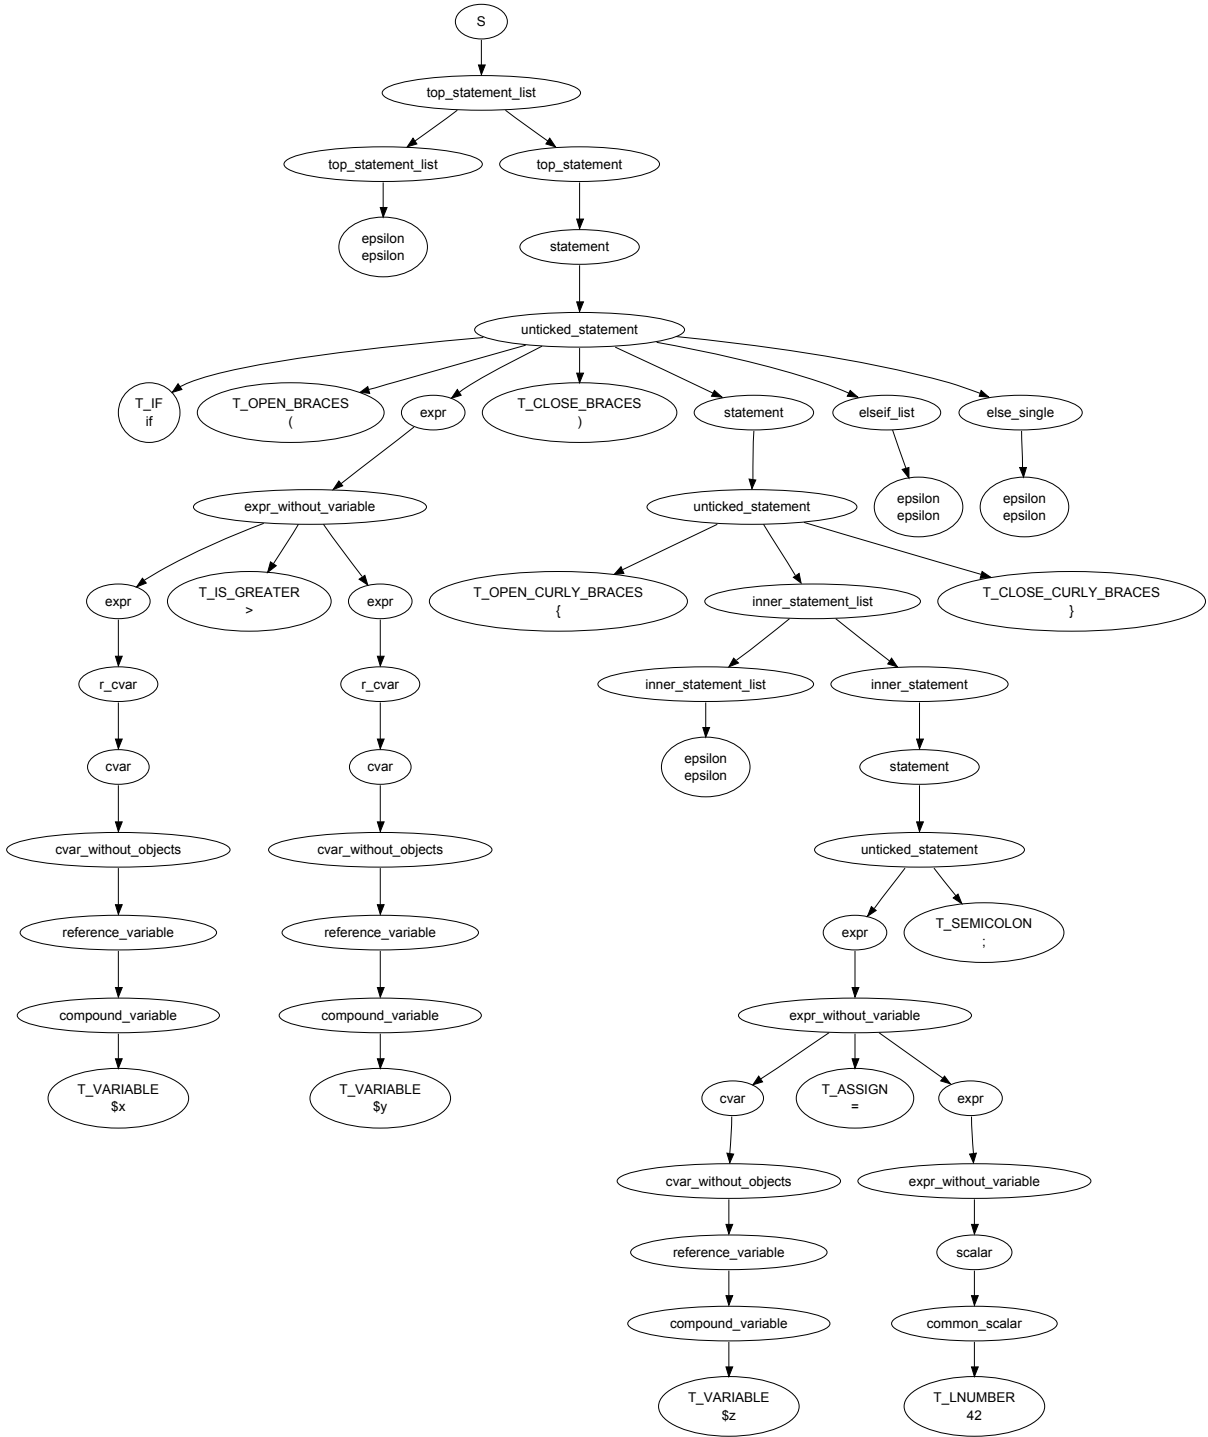 S
top_statement_list
top_statement_list
top_statement
epsilon
epsilon
statement
unticked_statement
T_IF
if
T_OPEN_BRACES
(
expr
T_CLOSE_BRACES
)
statement
elseif_list
else_single
expr_without_variable
unticked_statement
epsilon
epsilon
epsilon
epsilon
expr
T_IS_GREATER
>
expr
T_OPEN_CURLY_BRACES
{
inner_statement_list
T_CLOSE_CURLY_BRACES
}
r_cvar
r_cvar
inner_statement_list
inner_statement
cvar
cvar
epsilon
epsilon
statement
cvar_without_objects
cvar_without_objects
unticked_statement
reference_variable
reference_variable
expr
T_SEMICOLON
;
compound_variable
compound_variable
expr_without_variable
T_VARIABLE
$x
T_VARIABLE
$y
cvar
T_ASSIGN
=
expr
cvar_without_objects
expr_without_variable
reference_variable
scalar
compound_variable
common_scalar
T_VARIABLE
$z
T_LNUMBER
42